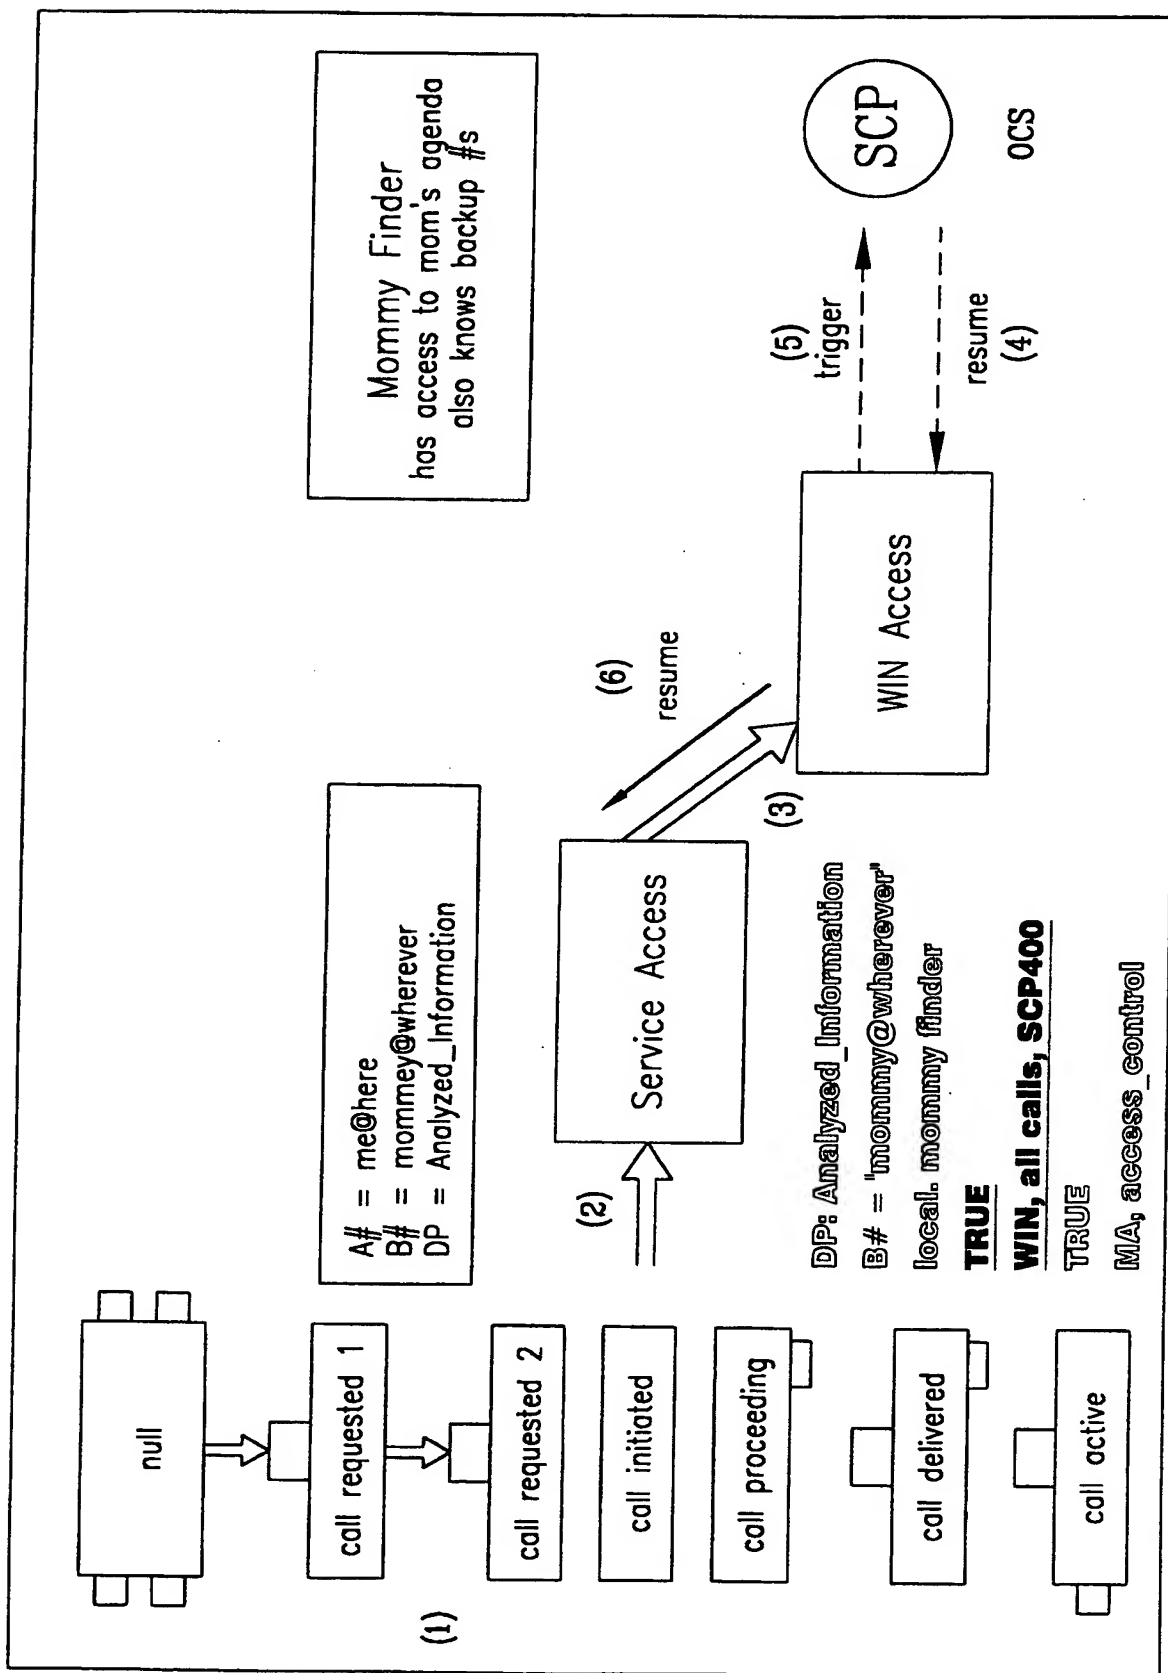 null
call requested 1
call requested 2
call initiated
call proceeding
call delivered
call active
(1)
A# = me@here
B# = mommey@wherever
DP = Analyzed_Information
(2)
Service Access
DP: Analyzed_Information
B# = "mommy@wherever"
local. mommy finder
TRUE
WIN, all calls, SCP400
TRUE
MA, access_control
(3)
(6)
resume
WIN Access
Mommy Finder
has access to mom's agenda
also knows backup #s
(5)
trigger
resume
(4)
SCP
OCS